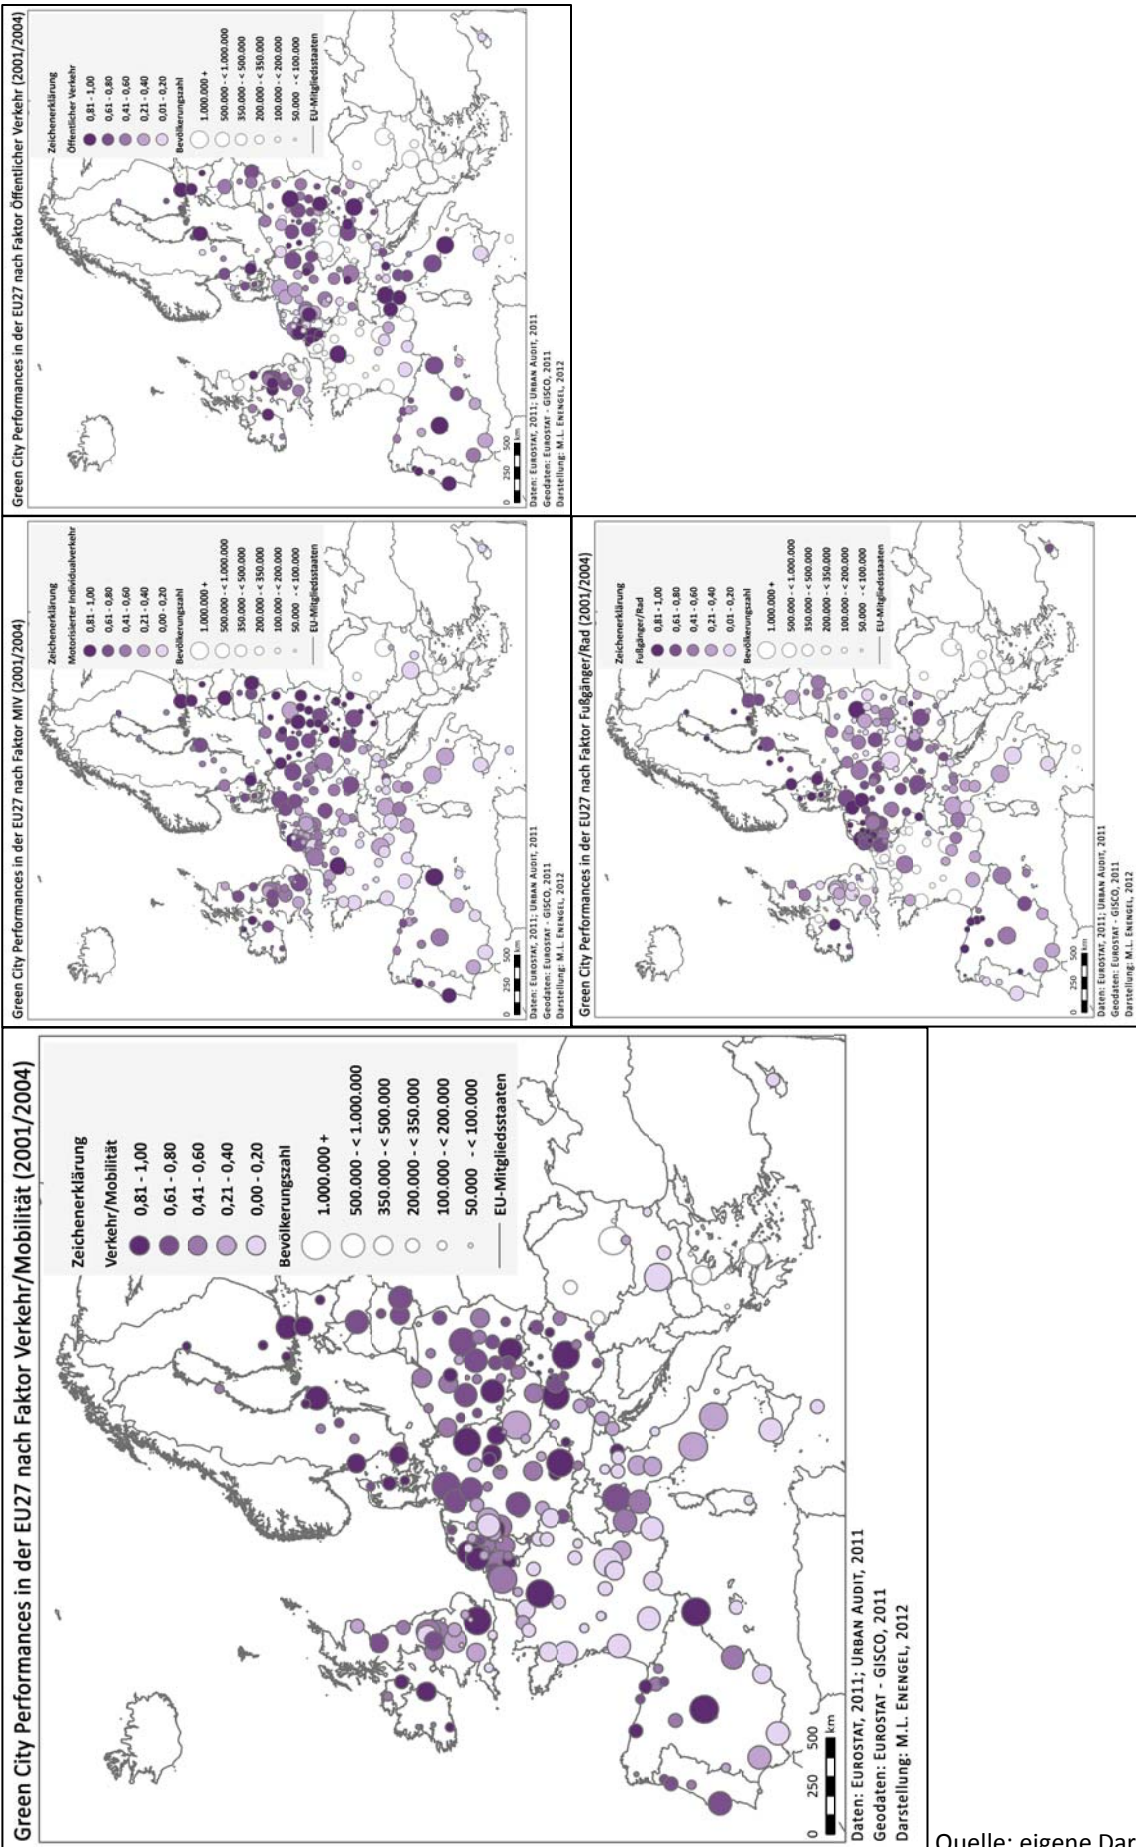 Green City Performances in der EU27 nach Faktor Verkehr/Mobilität (2001/2004)
Zeichenerklärung
Verkehr/Mobilität
0,81 - 1,00
0,61 - 0,80
0,41 - 0,60
0,21 - 0,40
0,00 - 0,20
Bevölkerungszahl
1.000.000 +
500.000 - < 1.000.000
350.000 - < 500.000
200.000 - < 350.000
100.000 - < 200.000
50.000 - < 100.000
EU-Mitgliedsstaaten
0 250 500 km
Daten: Eurostat, 2011; Urban Audit, 2011
Geodaten: Eurostat - GISCO, 2011
Darstellung: M.L. Enengel, 2012
Green City Performances in der EU27 nach Faktor MIV (2001/2004)
Zeichenerklärung
Motorisierter Individualverkehr
0,81 - 1,00
0,61 - 0,80
0,41 - 0,60
0,21 - 0,40
0,00 - 0,20
Bevölkerungszahl
1.000.000 +
500.000 - < 1.000.000
350.000 - < 500.000
200.000 - < 350.000
100.000 - < 200.000
50.000 - < 100.000
EU-Mitgliedsstaaten
0 250 500 km
Daten: Eurostat, 2011; Urban Audit, 2011
Geodaten: Eurostat - GISCO, 2011
Darstellung: M.L. Enengel, 2012
Green City Performances in der EU27 nach Faktor Öffentlicher Verkehr (2001/2004)
Zeichenerklärung
Öffentlicher Verkehr
0,81 - 1,00
0,61 - 0,80
0,41 - 0,60
0,21 - 0,40
0,01 - 0,20
Bevölkerungszahl
1.000.000 +
500.000 - < 1.000.000
350.000 - < 500.000
200.000 - < 350.000
100.000 - < 200.000
50.000 - < 100.000
EU-Mitgliedsstaaten
0 250 500 km
Daten: Eurostat, 2011; Urban Audit, 2011
Geodaten: Eurostat - GISCO, 2011
Darstellung: M.L. Enengel, 2012
Green City Performances in der EU27 nach Faktor Fußgänger/Rad (2001/2004)
Zeichenerklärung
Fußgänger/Rad
0,81 - 1,00
0,61 - 0,80
0,41 - 0,60
0,21 - 0,40
0,01 - 0,20
Bevölkerungszahl
1.000.000 +
500.000 - < 1.000.000
350.000 - < 500.000
200.000 - < 350.000
100.000 - < 200.000
50.000 - < 100.000
EU-Mitgliedsstaaten
0 250 500 km
Daten: Eurostat, 2011; Urban Audit, 2011
Geodaten: Eurostat - GISCO, 2011
Darstellung: M.L. Enengel, 2012
Quelle: eigene